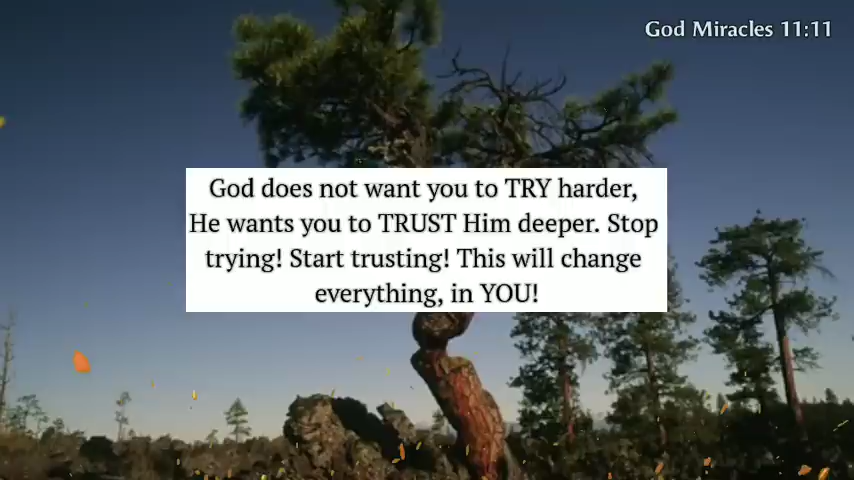 God Miracles 11:11
God does not want you to TRY harder,
He wants you to TRUST Him deeper. Stop
trying! Start trusting! This will change
everything, in YOU!